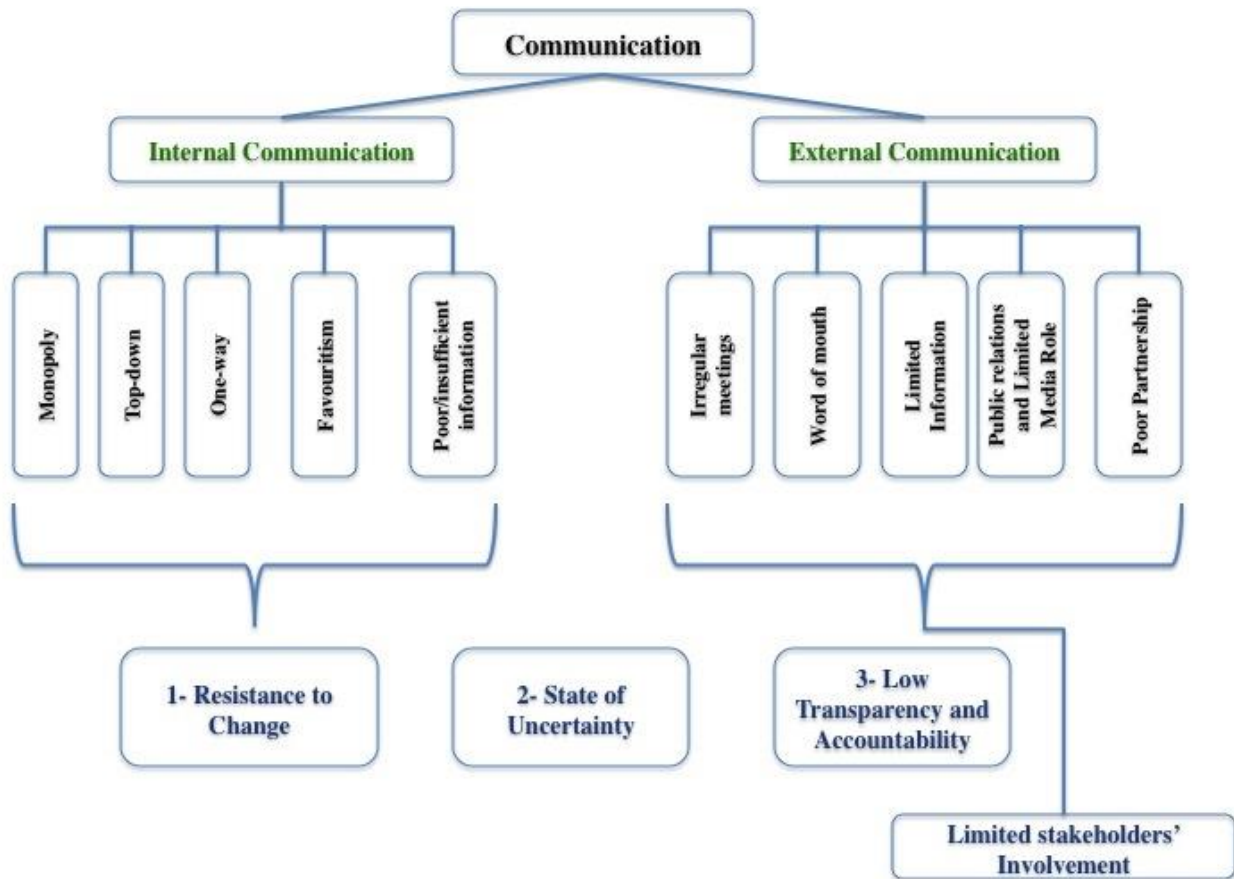 Communication
Internal Communication
External Communication
Monopoly
Top-down
One-way
Favouritism
Poor/insufficient
information
Irregular
meetings
Word of mouth
Limited
Information
Public relations
and Limited
Media Role
Poor Partnership
1- Resistance to
Change
2- State of
Uncertainty
3- Low
Transparency and
Accountability
Limited stakeholders’
Involvement